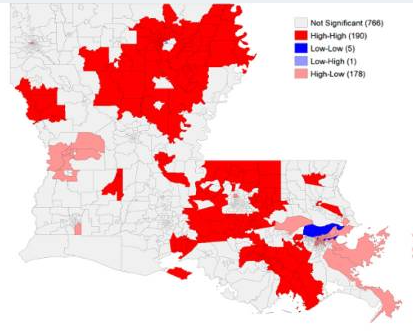 Not Significant (766)
High-High (190)
Low-Low (5)
Low-High (1)
High-Low (178)